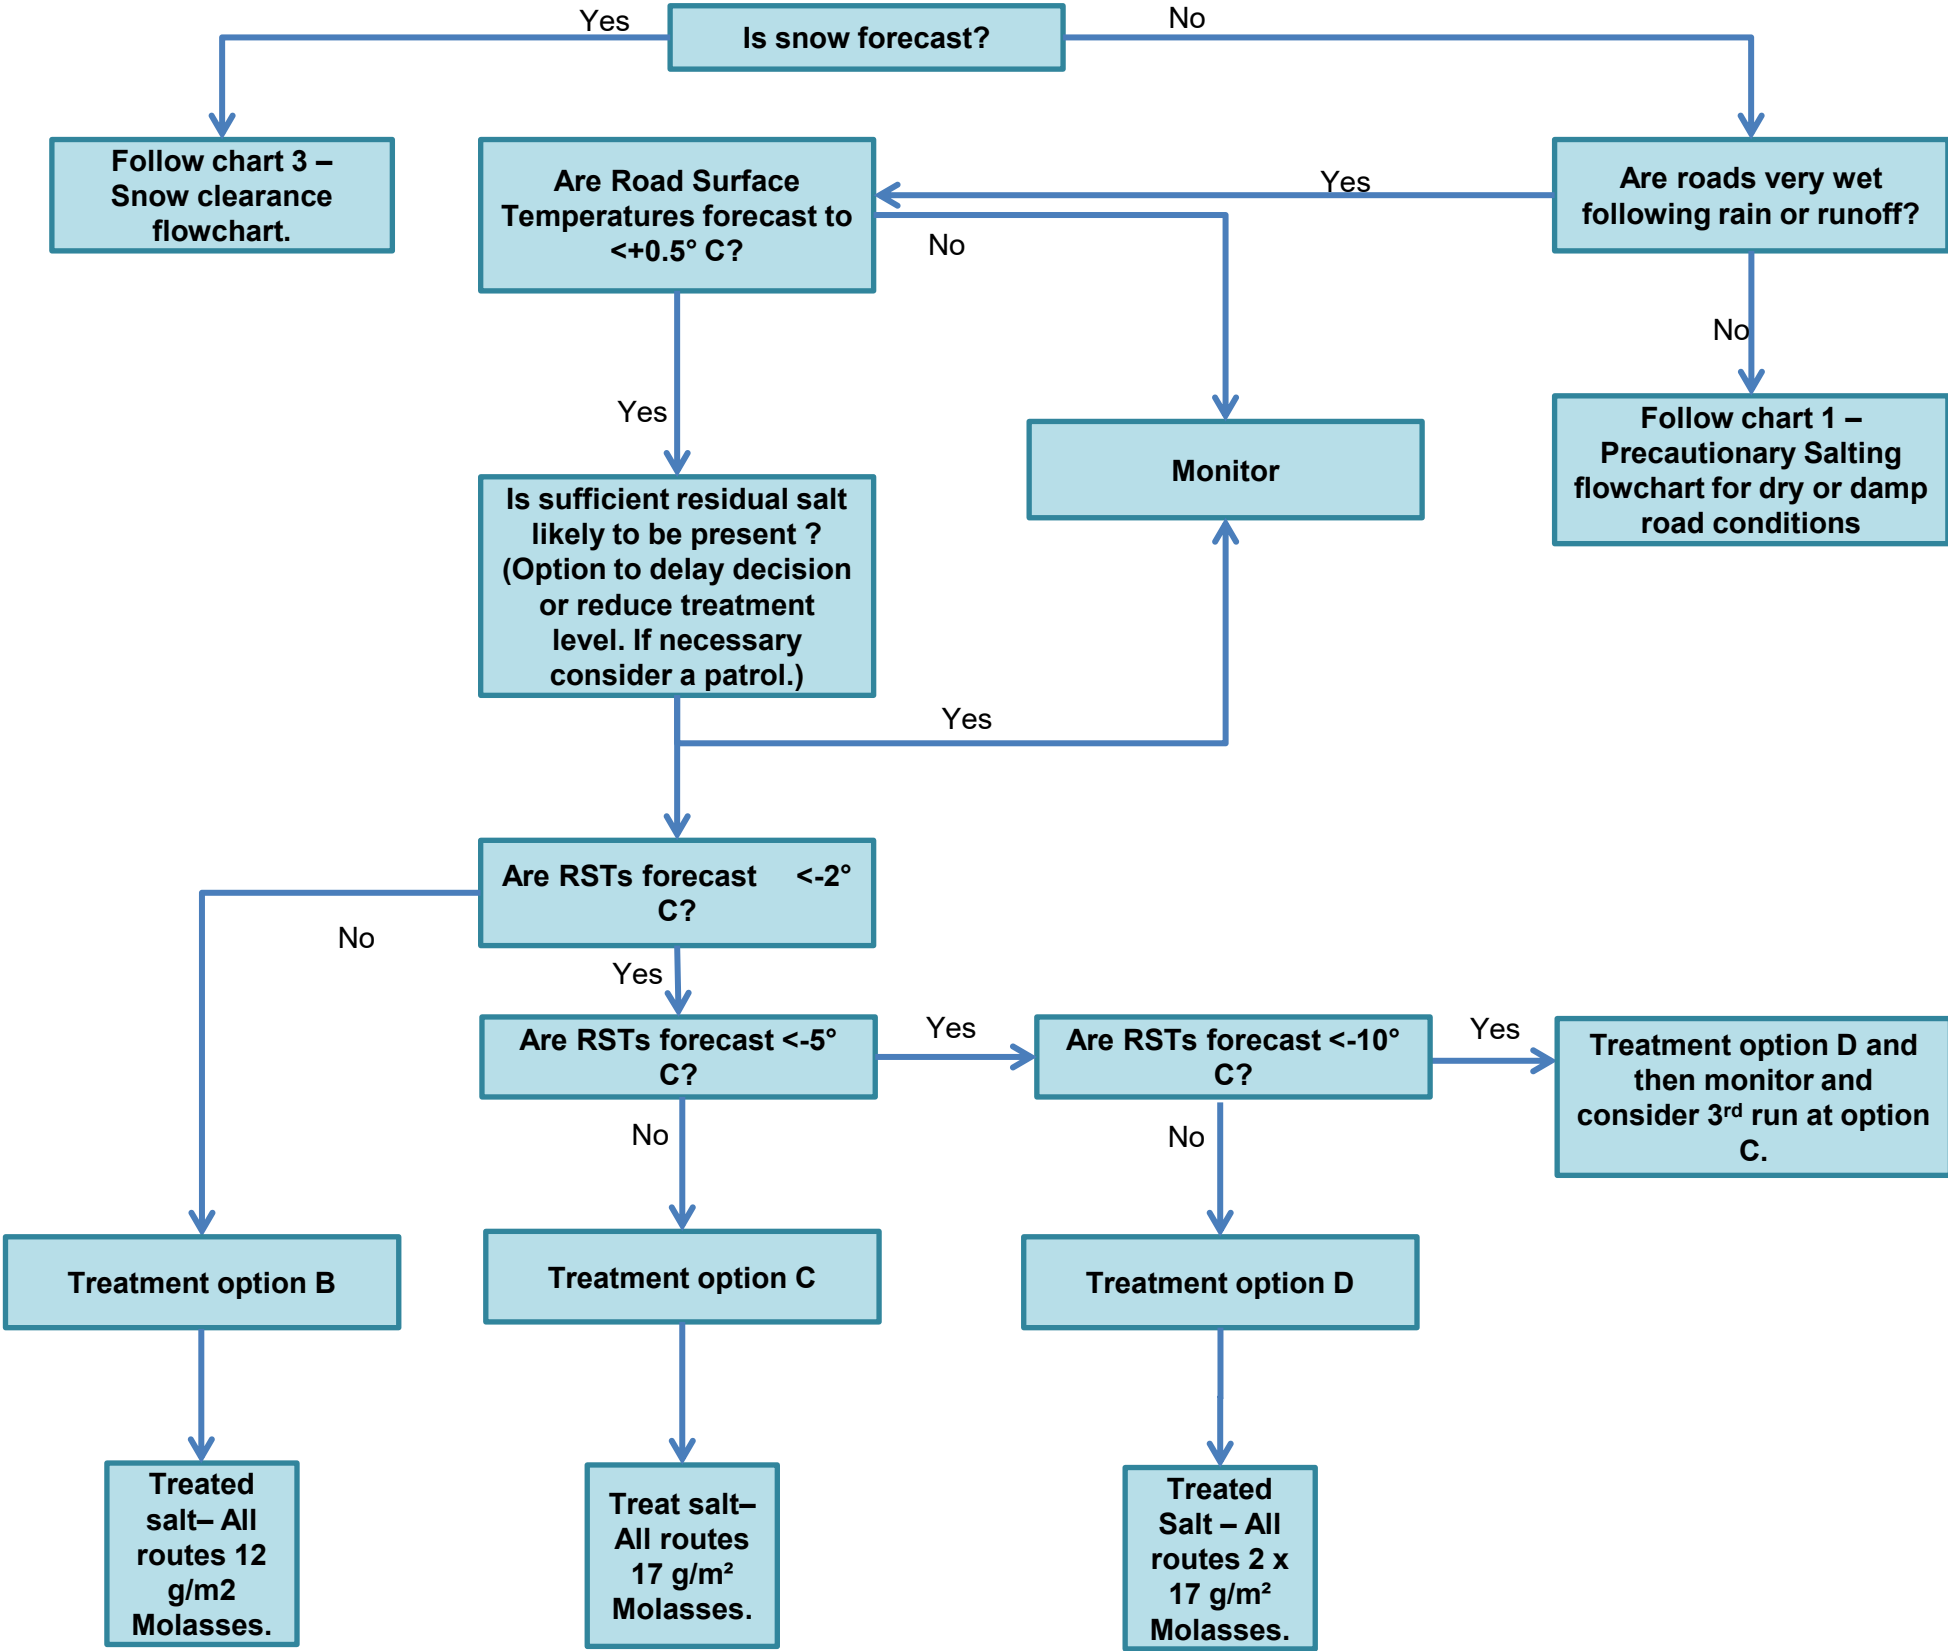 Yes
Is snow forecast?
No
Follow chart 3 –
Snow clearance
flowchart.
Are Road Surface
Temperatures forecast to
<+0.5° C?
Yes
Are roads very wet
following rain or runoff?
No
No
Yes
Monitor
Follow chart 1 –
Precautionary Salting
flowchart for dry or damp
road conditions
Is sufficient residual salt
likely to be present ?
(Option to delay decision
or reduce treatment
level. If necessary
consider a patrol.)
Yes
Are RSTs forecast <-2°
C?
No
Yes
Are RSTs forecast <-5°
C?
Yes
Are RSTs forecast <-10°
C?
Yes
Treatment option D and
then monitor and
consider 3rd run at option
C.
No
No
Treatment option B
Treatment option C
Treatment option D
Treated
salt– All
routes 12
g/m2
Molasses.
Treat salt–
All routes
17 g/m²
Molasses.
Treated
Salt – All
routes 2 x
17 g/m²
Molasses.